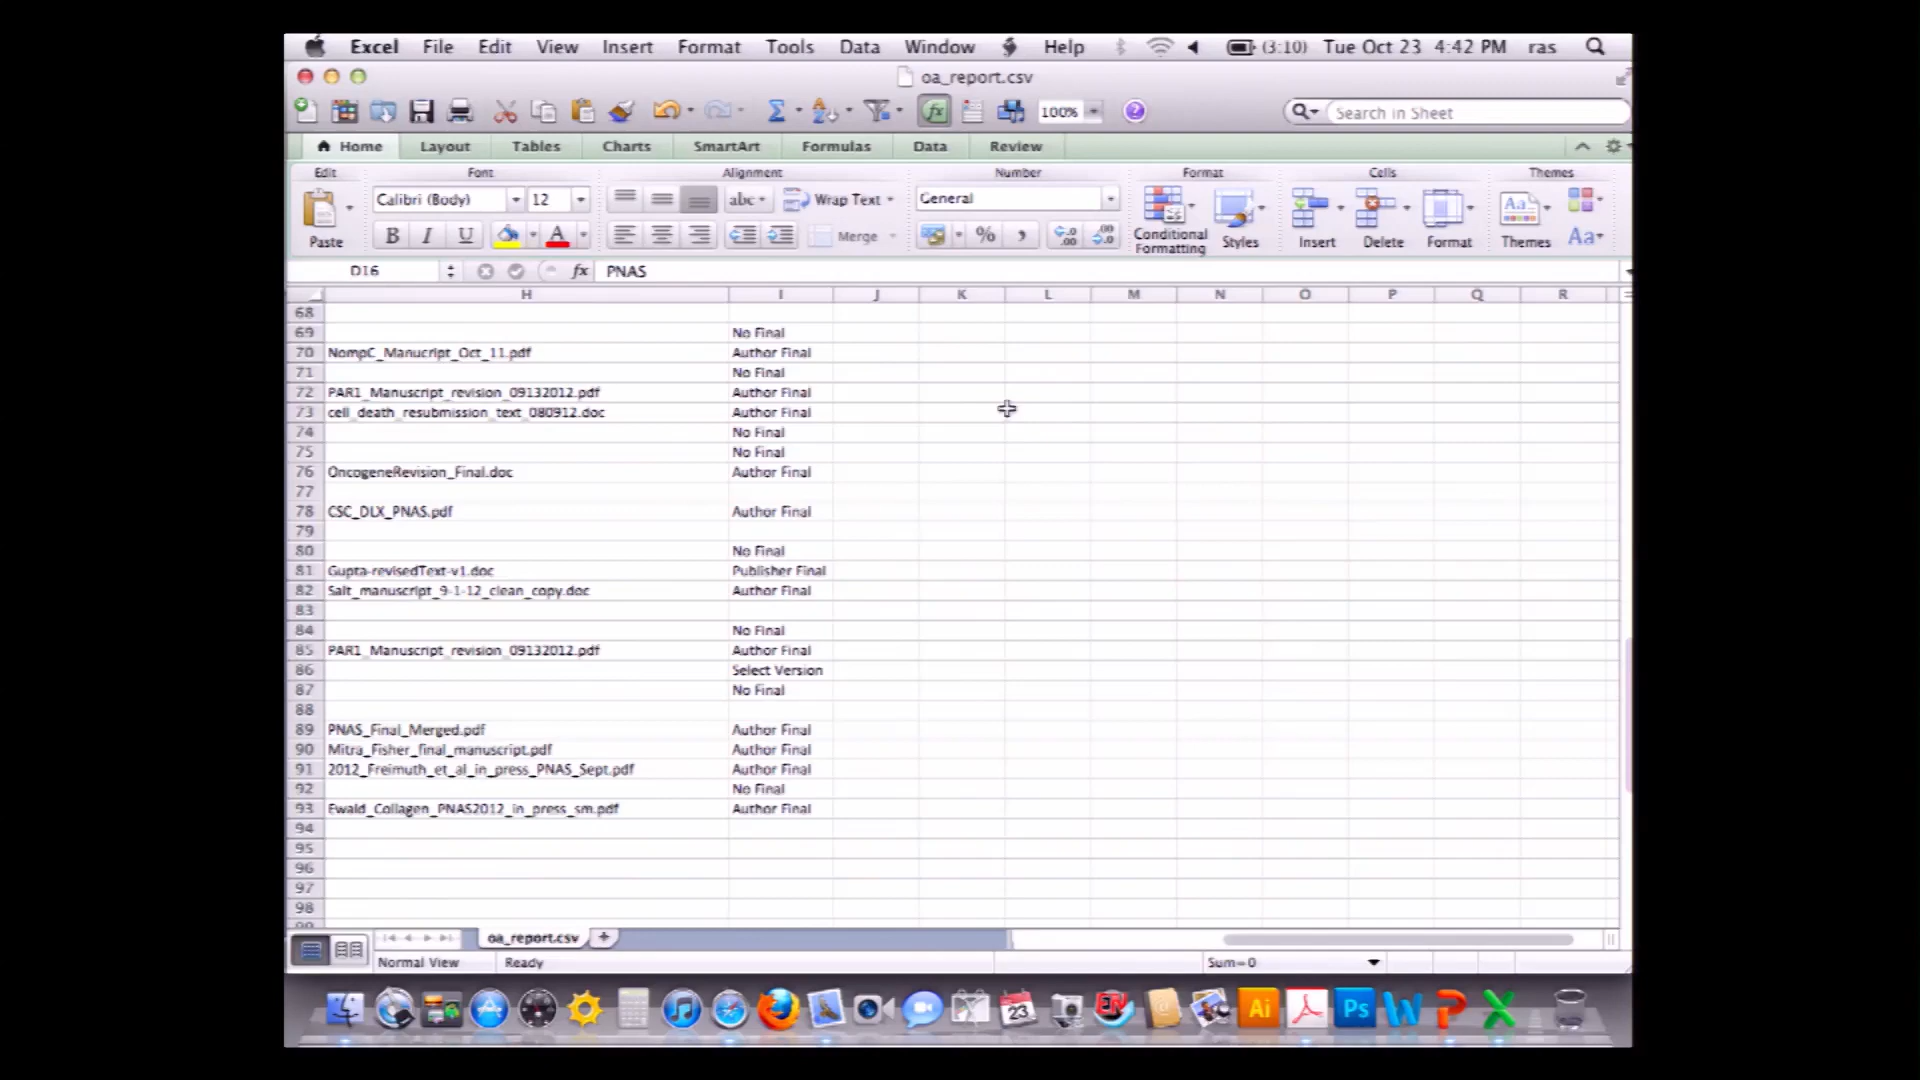 Excel File Edit View Insert Format Tools Data Window Help (3:10) Tue Oct 23 4:42 PM ras
oa_report.csv
100% Search in Sheet
Home Layout Tables Charts SmartArt Formulas Data Review
Edit Font Alignment Number Format Cells Themes
Calibri (Body) 12 abc Wrap Text General
Paste B I U A Merge % Conditional Formatting Styles Insert Delete Format Themes Aa
D16 fx PNAS
H I J K L M N O P Q R
68
69 No Final
70 NompC_Manucript_Oct_11.pdf Author Final
71 No Final
72 PAR1_Manuscript_revision_09132012.pdf Author Final
73 cell_death_resubmission_text_080912.doc Author Final
74 No Final
75 No Final
76 OncogeneRevision_Final.doc Author Final
77
78 CSC_DLX_PNAS.pdf Author Final
79
80 No Final
81 Gupta-revisedText-v1.doc Publisher Final
82 Salt_manuscript_9-1-12_clean_copy.doc Author Final
83
84 No Final
85 PAR1_Manuscript_revision_09132012.pdf Author Final
86 Select Version
87 No Final
88
89 PNAS_Final_Merged.pdf Author Final
90 Mitra_Fisher_final_manuscript.pdf Author Final
91 2012_Freimuth_et_al_in_press_PNAS_Sept.pdf Author Final
92 No Final
93 Ewald_Collagen_PNAS2012_in_press_sm.pdf Author Final
94
95
96
97
98
99
oa_report.csv
Normal View Ready Sum=0
23 Ai Ps